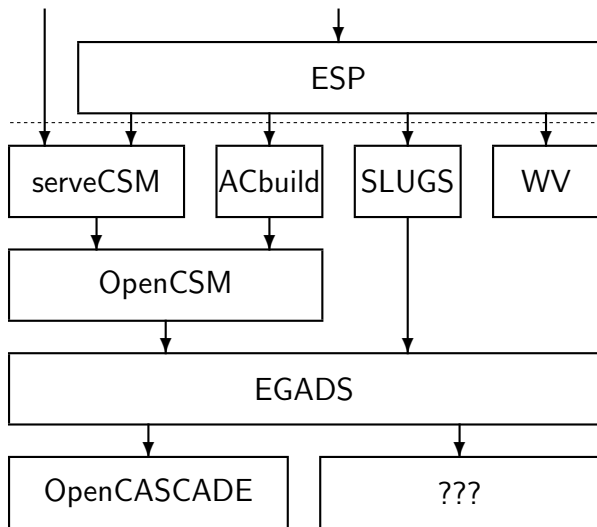 ESP
serveCSM ACbuild SLUGS WV
OpenCSM
EGADS
OpenCASCADE ???